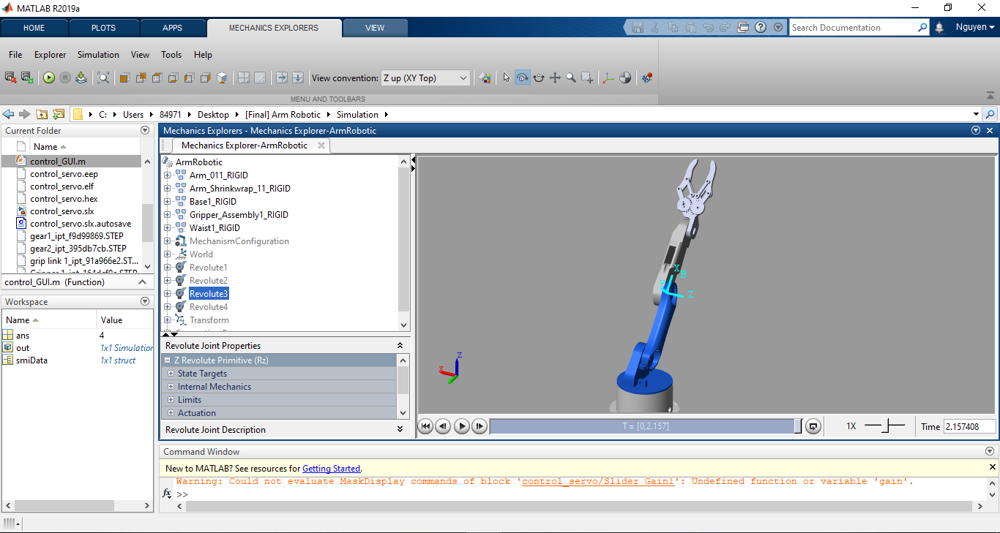 MATLAB R2019a
HOME PLOTS APPS MECHANICS EXPLORERS VIEW Search Documentation Nguyen
File Explorer Simulation View Tools Help
View convention: Z up (XY Top)
MENU AND TOOLBARS
C: Users 84971 Desktop [Final] Arm Robotic Simulation
Current Folder
Name
control_GUI.m
control_servo.eep
control_servo.elf
control_servo.hex
control_servo.slx
control_servo.slx.autosave
gear1_ipt_f9d99869.STEP
gear2_ipt_395db7cb.STEP
grip link 1_ipt_91a966e2.ST...
control_GUI.m (Function)
Workspace
Name Value
ans 4
out 1x1 Simulation
smiData 1x1 struct
Mechanics Explorers - Mechanics Explorer-ArmRobotic
Mechanics Explorer-ArmRobotic
ArmRobotic
Arm_011_RIGID
Arm_Shrinkwrap_11_RIGID
Base1_RIGID
Gripper_Assembly1_RIGID
Waist1_RIGID
MechanismConfiguration
World
Revolute1
Revolute2
Revolute3
Revolute4
Transform
Revolute Joint Properties
Z Revolute Primitive (Rz)
State Targets
Internal Mechanics
Limits
Actuation
Revolute Joint Description
X
B
Y
Z
Z
X
T = [0,2.157] 1X Time 2.157408
Command Window
New to MATLAB? See resources for Getting Started.
Warning: Could not evaluate MaskDisplay commands of block 'control_servo/Slider Gain1': Undefined function or variable 'gain'.
fx >>